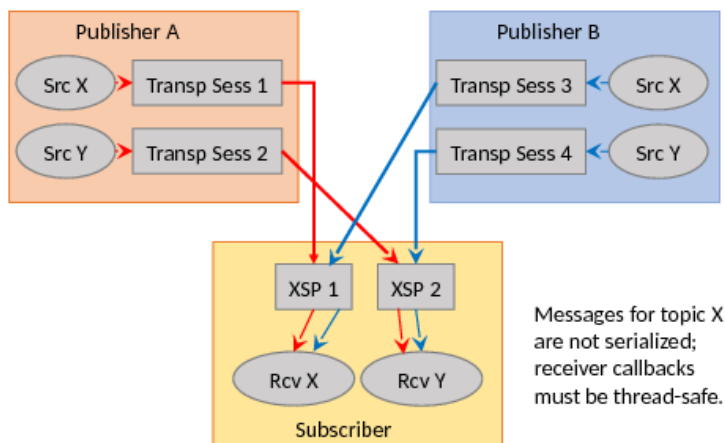 Publisher A
Publisher B
Src X
Transp Sess 1
Transp Sess 3
Src X
Src Y
Transp Sess 2
Transp Sess 4
Src Y
XSP 1
XSP 2
Messages for topic X
are not serialized;
receiver callbacks
must be thread-safe.
Rcv X
Rcv Y
Subscriber